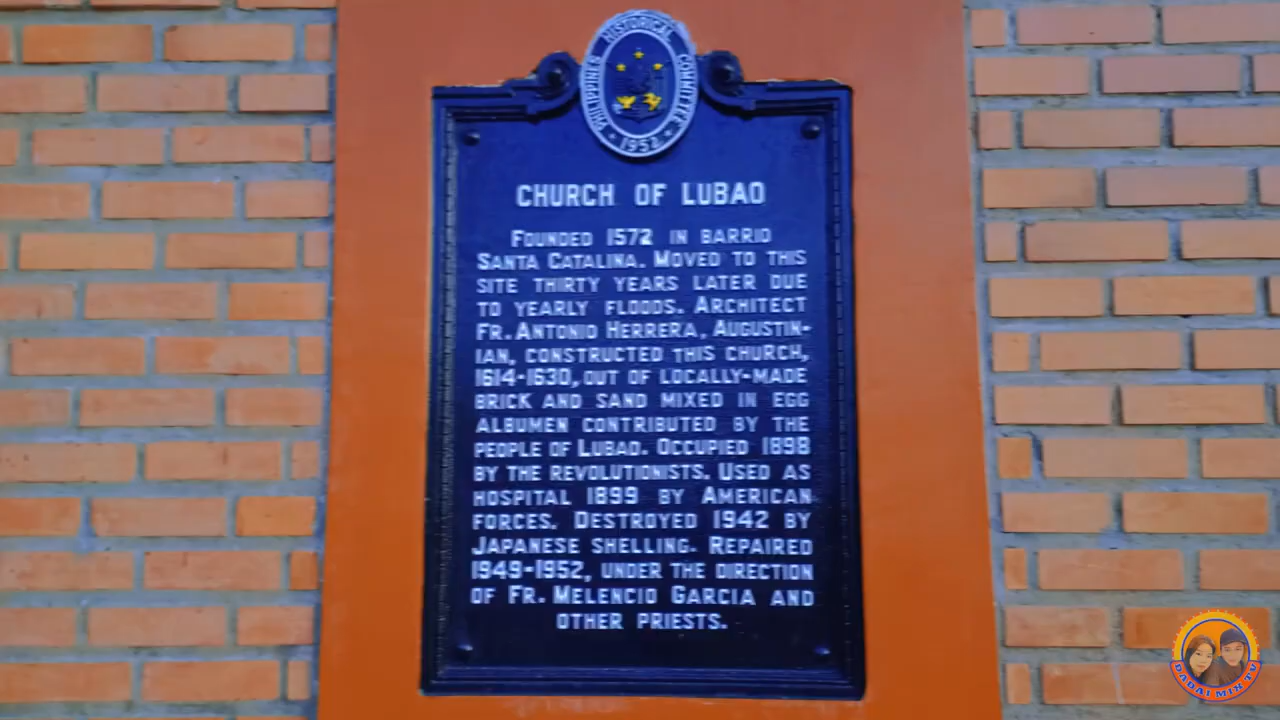 PHILIPPINES HISTORICAL COMMITTEE
1952
CHURCH OF LUBAO
FOUNDED 1572 IN BARRIO
SANTA CATALINA. MOVED TO THIS
SITE THIRTY YEARS LATER DUE
TO YEARLY FLOODS. ARCHITECT
FR. ANTONIO HERRERA, AUGUSTIN-
IAN, CONSTRUCTED THIS CHURCH,
1614-1630, OUT OF LOCALLY-MADE
BRICK AND SAND MIXED IN EGG
ALBUMEN CONTRIBUTED BY THE
PEOPLE OF LUBAO. OCCUPIED 1898
BY THE REVOLUTIONISTS. USED AS
HOSPITAL 1899 BY AMERICAN
FORCES. DESTROYED 1942 BY
JAPANESE SHELLING. REPAIRED
1949-1952, UNDER THE DIRECTION
OF FR. MELENCIO GARCIA AND
OTHER PRIESTS.
DADAI MIX TV